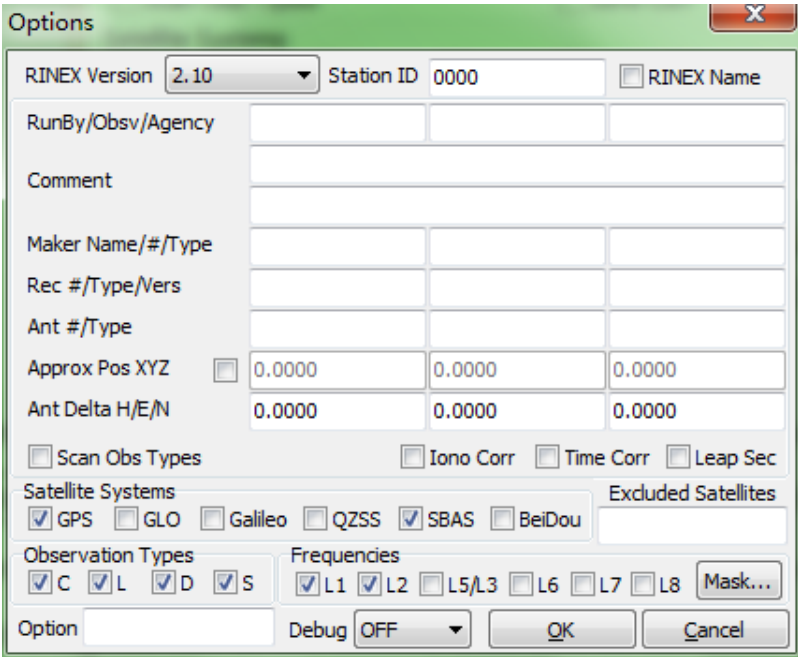 Options
RINEX Version 2.10 Station ID 0000 RINEX Name
RunBy/Obsv/Agency
Comment
Maker Name/#/Type
Rec #/Type/Vers
Ant #/Type
Approx Pos XYZ 0.0000 0.0000 0.0000
Ant Delta H/E/N 0.0000 0.0000 0.0000
Scan Obs Types Iono Corr Time Corr Leap Sec
Satellite Systems Excluded Satellites
GPS GLO Galileo QZSS SBAS BeiDou
Observation Types Frequencies
C L D S L1 L2 L5/L3 L6 L7 L8 Mask...
Option Debug OFF OK Cancel